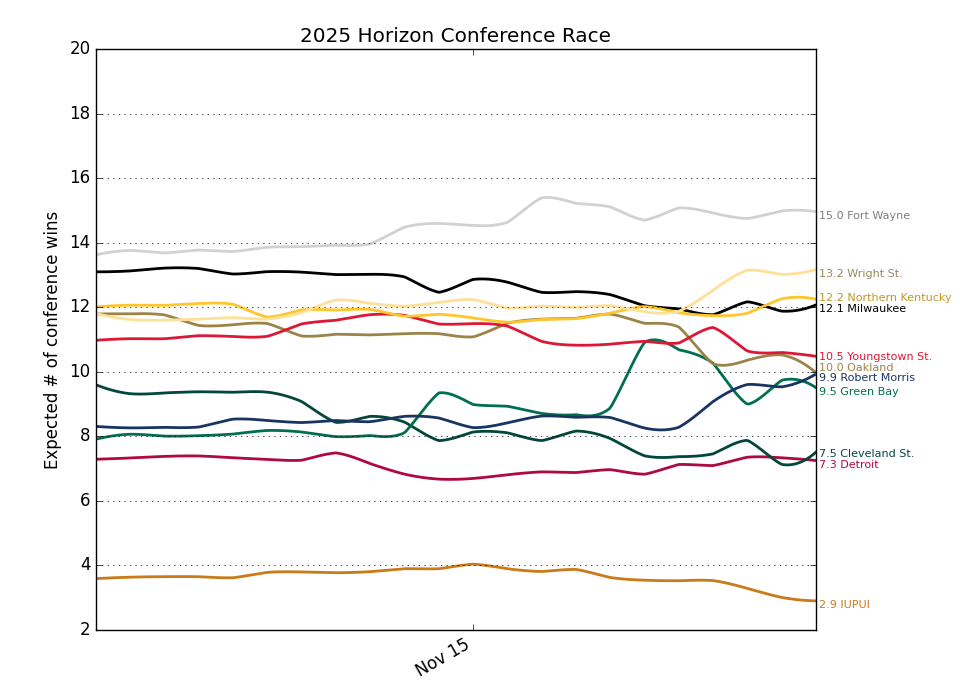 2025 Horizon Conference Race
Expected # of conference wins
20
18
16
14
12
10
8
6
4
2
15.0 Fort Wayne
13.2 Wright St.
12.2 Northern Kentucky
12.1 Milwaukee
10.5 Youngstown St.
10.0 Oakland
9.9 Robert Morris
9.5 Green Bay
7.5 Cleveland St.
7.3 Detroit
2.9 IUPUI
Nov 15